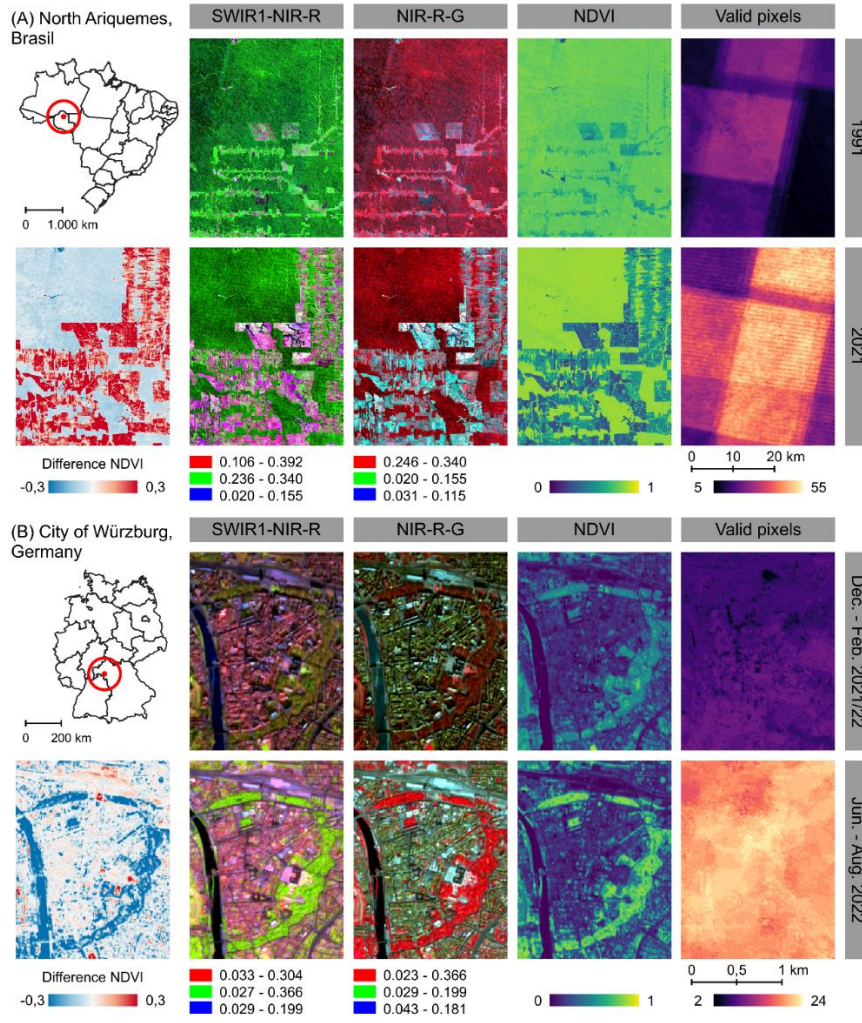 (A) North Ariquemes,
Brasil
SWIR1-NIR-R
NIR-R-G
NDVI
Valid pixels
0 1.000 km
1991
2021
Difference NDVI
-0,3 0,3
0.106 - 0.392
0.236 - 0.340
0.020 - 0.155
0.246 - 0.340
0.020 - 0.155
0.031 - 0.115
0 1
0 10 20 km
5 55
(B) City of Würzburg,
Germany
SWIR1-NIR-R
NIR-R-G
NDVI
Valid pixels
0 200 km
Dec. - Feb. 2021/22
Jun. - Aug. 2022
Difference NDVI
-0,3 0,3
0.033 - 0.304
0.027 - 0.366
0.029 - 0.199
0.023 - 0.366
0.029 - 0.199
0.043 - 0.181
0 1
0 0,5 1 km
2 24